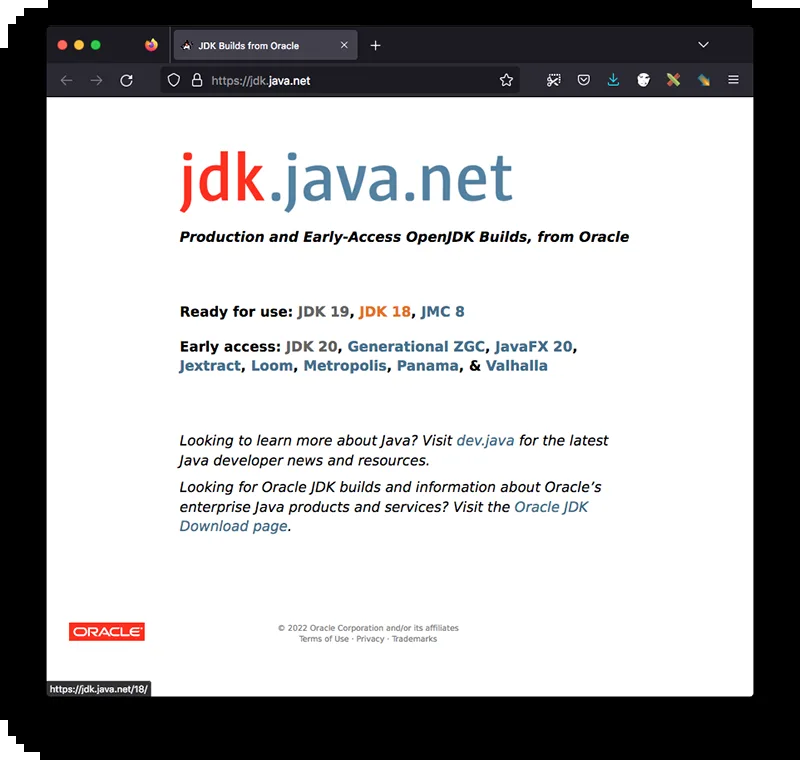 JDK Builds from Oracle
https://jdk.java.net
jdk.java.net
Production and Early-Access OpenJDK Builds, from Oracle
Ready for use: JDK 19, JDK 18, JMC 8
Early access: JDK 20, Generational ZGC, JavaFX 20,
Jextract, Loom, Metropolis, Panama, & Valhalla
Looking to learn more about Java? Visit dev.java for the latest
Java developer news and resources.
Looking for Oracle JDK builds and information about Oracle’s
enterprise Java products and services? Visit the Oracle JDK
Download page.
ORACLE
© 2022 Oracle Corporation and/or its affiliates
Terms of Use · Privacy · Trademarks
https://jdk.java.net/18/